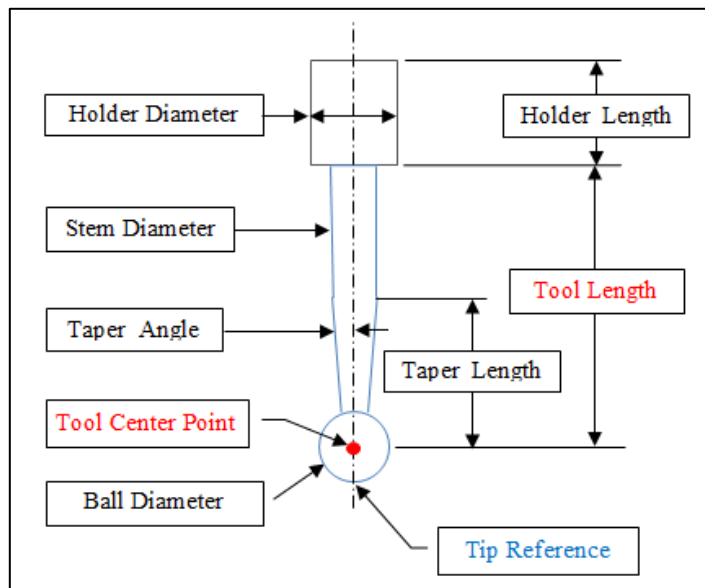 Holder Diameter
Holder Length
Stem Diameter
Tool Length
Taper Angle
Taper Length
Tool Center Point
Ball Diameter
Tip Reference